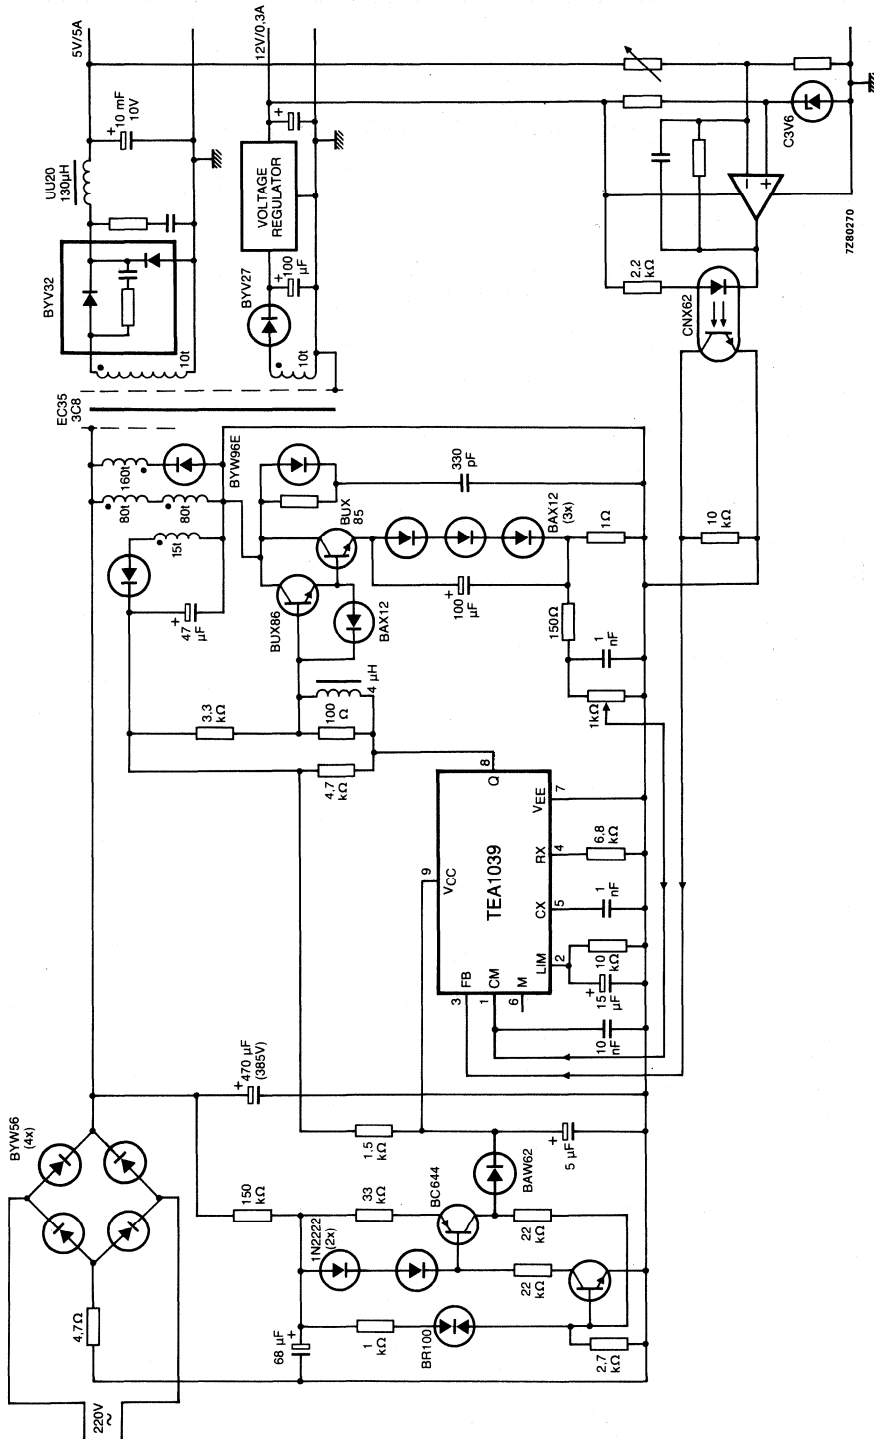 220V
~
4,7Ω
BYW56
(4x)
68 µF
+
1
kΩ
BR100
2,7
kΩ
1N2222
(2x)
150
kΩ
33
kΩ
BC644
22
kΩ
22
kΩ
BAW62
1,5
kΩ
+
5 µF
+
470 µF
(385V)
TEA1039
3
FB
1
CM
6
M
9
VCC
8
Q
LIM
2
CX
5
RX
4
VEE
7
10
nF
+
15
µF
10
kΩ
1
nF
6,8
kΩ
4,7
kΩ
3,3
kΩ
100
Ω
4 µH
+
47
µF
15t
80t
80t
160t
BYW96E
BUX86
BAX12
BUX
85
+
100
µF
BAX12
(3x)
330
pF
150Ω
1
nF
1kΩ
1Ω
10
kΩ
EC35
3C8
10t
BYV32
UU20
130µH
+
10 mF
10V
5V/5A
10t
BYV27
+
100
µF
VOLTAGE
REGULATOR
+
12V/0,3A
CNX62
2,2
kΩ
−
+
C3V6
7Z80270